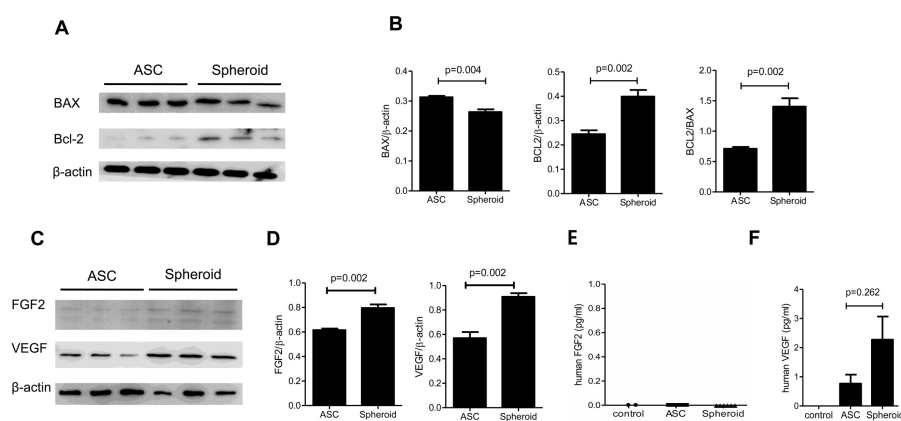 A
ASC Spheroid
BAX
Bcl-2
β-actin
B
p=0.004
BAX/β-actin
0.4
0.3
0.2
0.1
0.0
ASC Spheroid
p=0.002
BCL2/β-actin
0.5
0.4
0.3
0.2
0.1
0.0
ASC Spheroid
p=0.002
BCL2/BAX
2.0
1.5
1.0
0.5
0.0
ASC Spheroid
C
ASC Spheroid
FGF2
VEGF
β-actin
D
p=0.002
FGF2/β-actin
1.0
0.8
0.6
0.4
0.2
0.0
ASC Spheroid
p=0.002
VEGF/β-actin
1.0
0.8
0.6
0.4
0.2
0.0
ASC Spheroid
E
human FGF2 (pg/ml)
1.0
0.8
0.6
0.4
0.2
0.0
control ASC Spheroid
F
p=0.262
human VEGF (pg/ml)
4
3
2
1
0
control ASC Spheroid